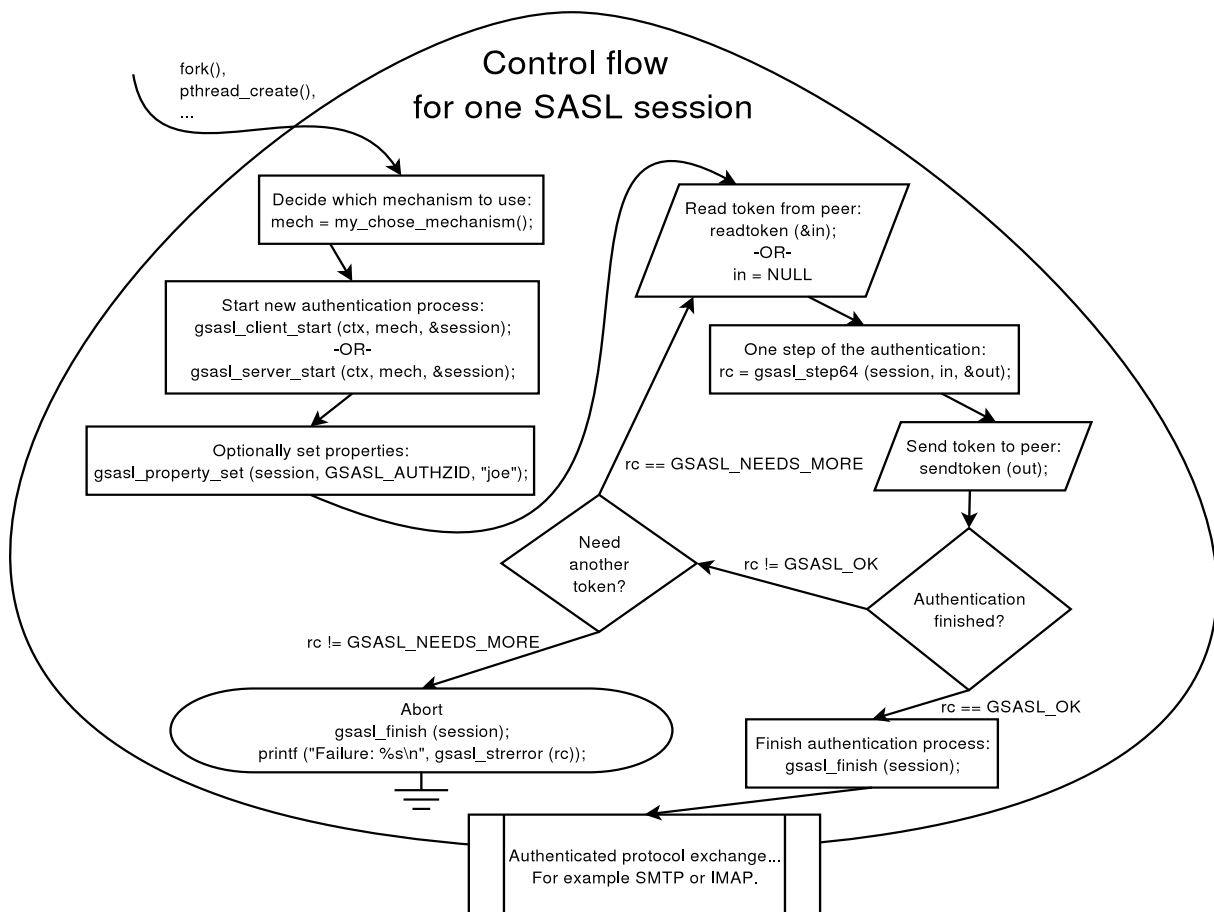 Control flow
for one SASL session
fork(),
pthread_create(),
...
Decide which mechanism to use:
mech = my_chose_mechanism();
Start new authentication process:
gsasl_client_start (ctx, mech, &session);
-OR-
gsasl_server_start (ctx, mech, &session);
Optionally set properties:
gsasl_property_set (session, GSASL_AUTHZID, "joe");
Read token from peer:
readtoken (&in);
-OR-
in = NULL
One step of the authentication:
rc = gsasl_step64 (session, in, &out);
Send token to peer:
sendtoken (out);
Authentication
finished?
rc != GSASL_OK
Need
another
token?
rc == GSASL_NEEDS_MORE
rc != GSASL_NEEDS_MORE
Abort
gsasl_finish (session);
printf ("Failure: %s\n", gsasl_strerror (rc));
rc == GSASL_OK
Finish authentication process:
gsasl_finish (session);
Authenticated protocol exchange...
For example SMTP or IMAP.